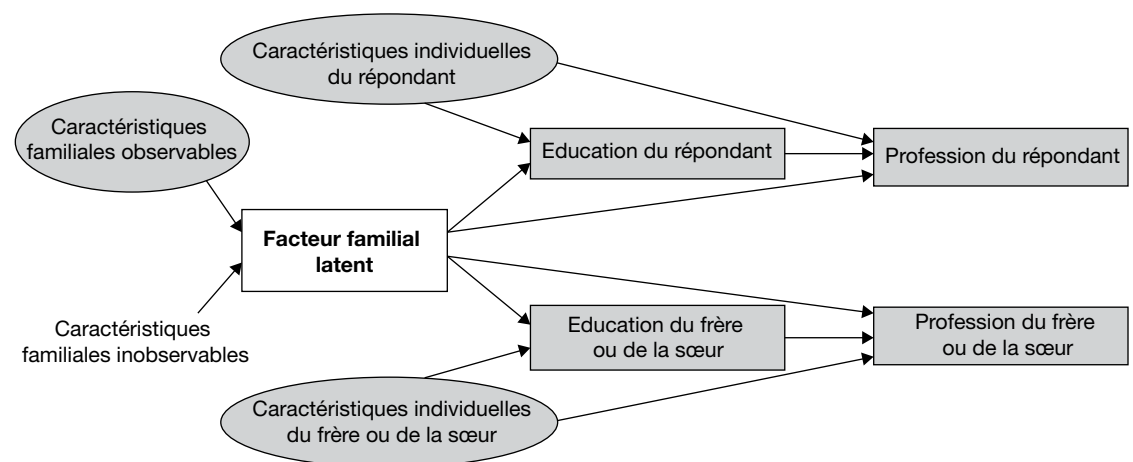 Caractéristiques individuelles
du répondant
Caractéristiques
familiales observables
Education du répondant
Profession du répondant
Facteur familial
latent
Caractéristiques
familiales inobservables
Education du frère
ou de la sœur
Profession du frère
ou de la sœur
Caractéristiques individuelles
du frère ou de la sœur